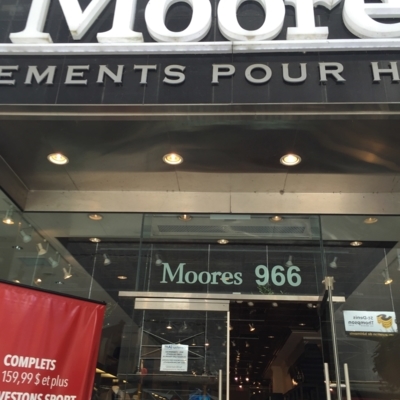 Moores
EMENTS POUR H
Moores 966
COMPLETS
159,99 $ et plus
VESTONS SPORT